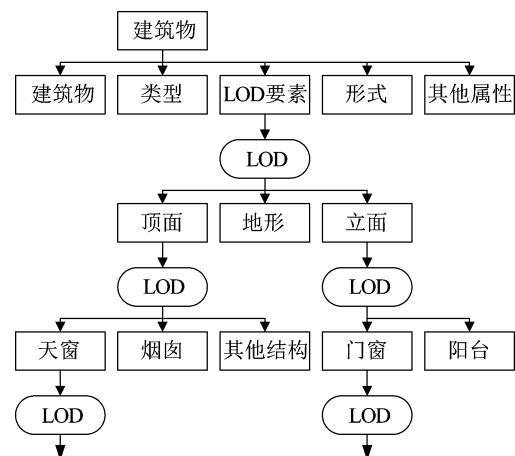 建筑物
建筑物 类型 LOD要素 形式 其他属性
LOD
顶面 地形 立面
LOD LOD
天窗 烟囱 其他结构 门窗 阳台
LOD LOD